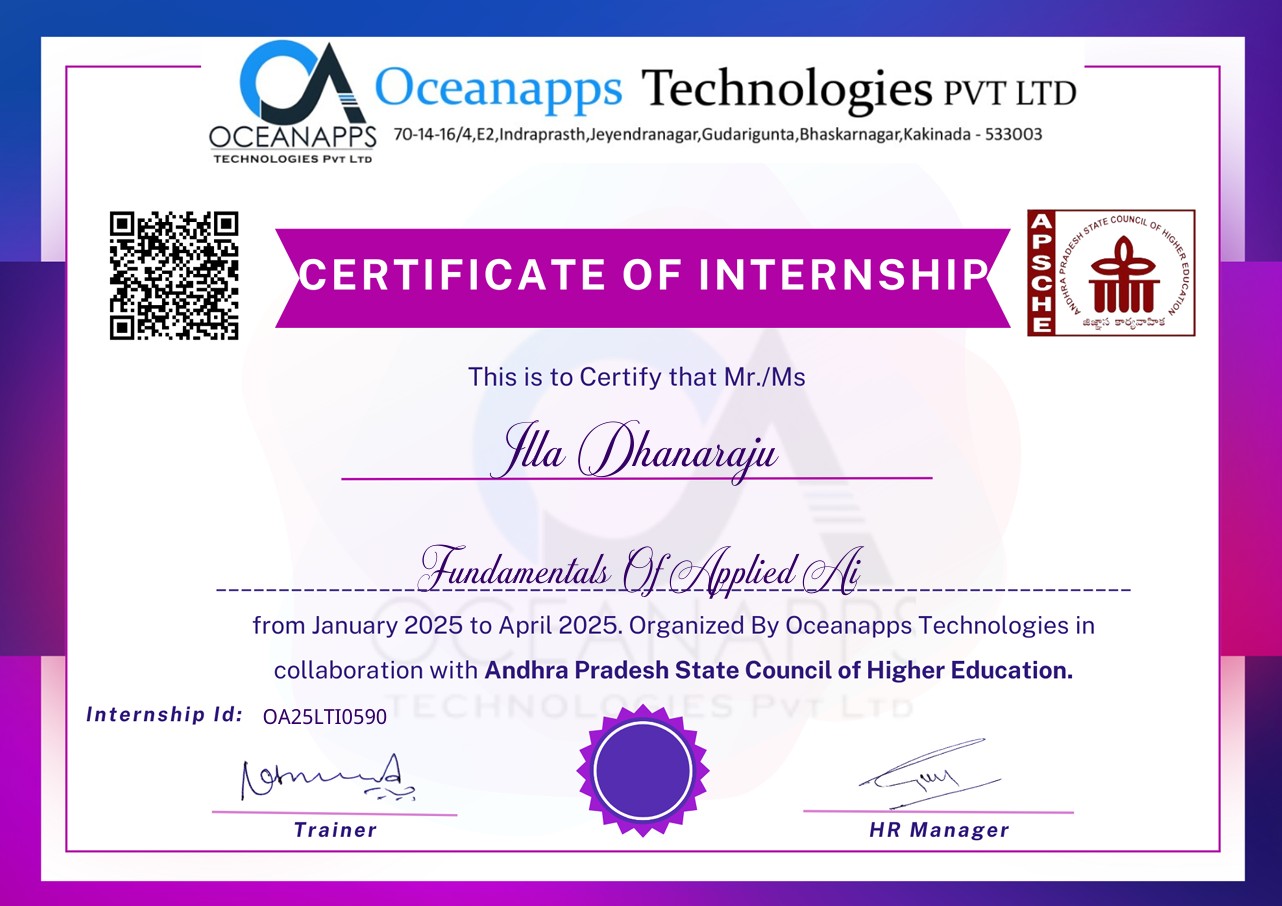 OCEANAPPS
TECHNOLOGIES PVT LTD
Oceanapps Technologies PVT LTD
70-14-16/4,E2,Indraprasth,Jeyendranagar,Gudarigunta,Bhaskarnagar,Kakinada - 533003
CERTIFICATE OF INTERNSHIP
APSCHE
ANDHRA PRADESH STATE COUNCIL OF HIGHER EDUCATION
This is to Certify that Mr./Ms
Illa Dhanaraju
Fundamentals Of Applied Ai
from January 2025 to April 2025. Organized By Oceanapps Technologies in
collaboration with Andhra Pradesh State Council of Higher Education.
OCEANAPPS
TECHNOLOGIES PVT LTD
Internship Id: OA25LTI0590
Trainer
HR Manager